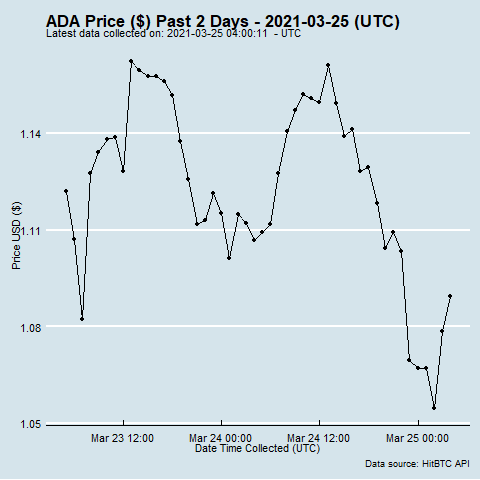 ADA Price ($) Past 2 Days - 2021-03-25 (UTC)
Latest data collected on: 2021-03-25 04:00:11 - UTC
1.14
1.11
1.08
1.05
Price USD ($)
Mar 23 12:00 Mar 24 00:00 Mar 24 12:00 Mar 25 00:00
Date Time Collected (UTC)
Data source: HitBTC API